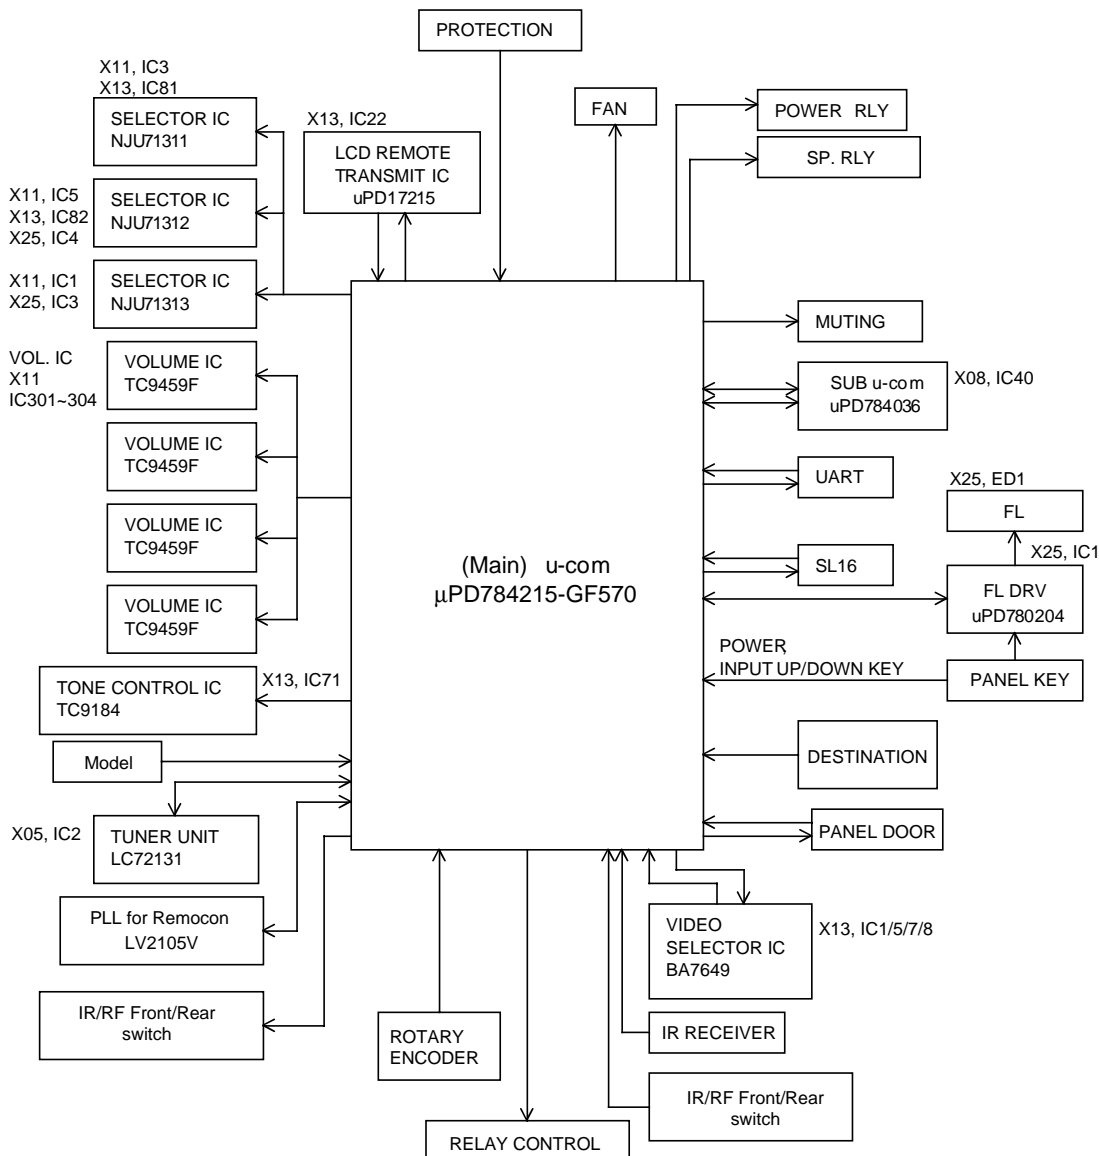 PROTECTION
X11, IC3
X13, IC81
SELECTOR IC
NJU71311
X13, IC22
LCD REMOTE
TRANSMIT IC
uPD17215
FAN
POWER RLY
SP. RLY
X11, IC5
X13, IC82
X25, IC4
SELECTOR IC
NJU71312
X11, IC1
X25, IC3
SELECTOR IC
NJU71313
MUTING
VOL. IC
X11
IC301~304
VOLUME IC
TC9459F
SUB u-com
uPD784036
X08, IC40
VOLUME IC
TC9459F
UART
X25, ED1
FL
VOLUME IC
TC9459F
(Main) u-com
µPD784215-GF570
SL16
X25, IC1
FL DRV
uPD780204
VOLUME IC
TC9459F
POWER,
INPUT UP/DOWN KEY
PANEL KEY
TONE CONTROL IC
TC9184
X13, IC71
Model
DESTINATION
X05, IC2
TUNER UNIT
LC72131
PANEL DOOR
PLL for Remocon
LV2105V
VIDEO
SELECTOR IC
BA7649
X13, IC1/5/7/8
IR/RF Front/Rear
switch
ROTARY
ENCODER
IR RECEIVER
IR/RF Front/Rear
switch
RELAY CONTROL